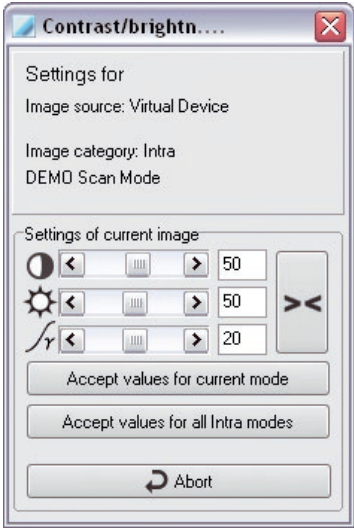 Contrast/brightn....
Settings for
Image source: Virtual Device
Image category: Intra
DEMO Scan Mode
Settings of current image
50
50
20
> <
Accept values for current mode
Accept values for all Intra modes
Abort